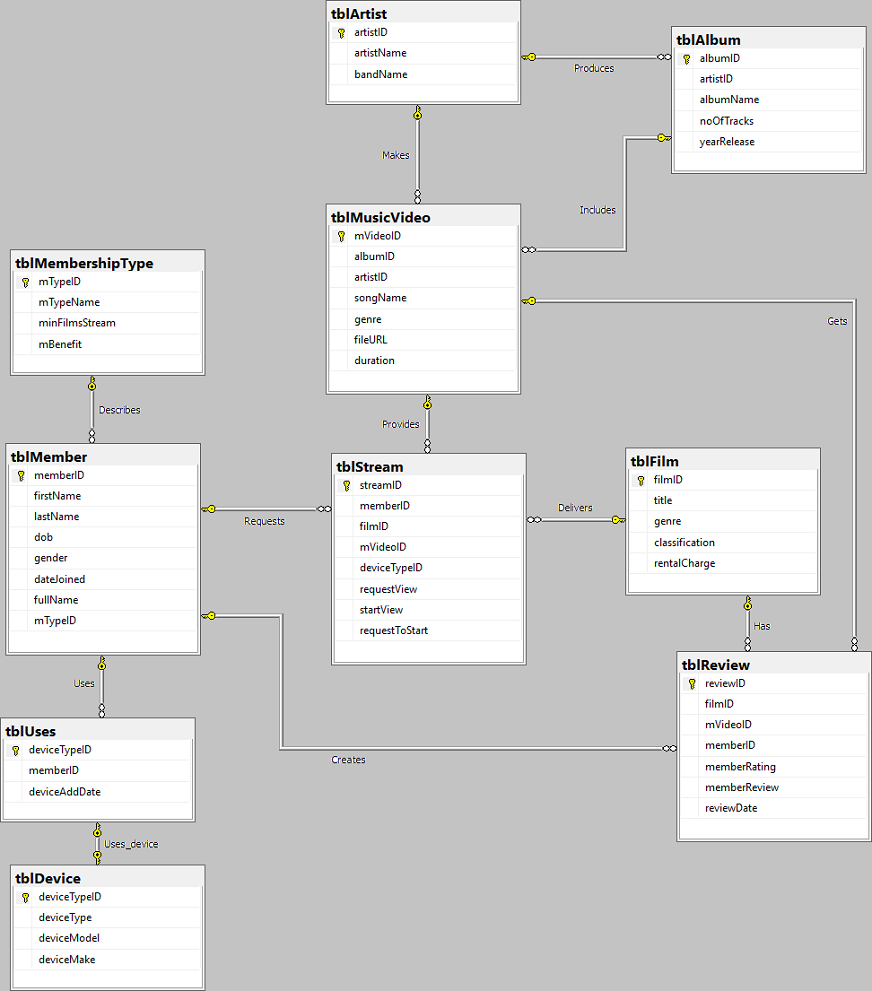 tblArtist
artistID
artistName
bandName
Produces
tblAlbum
albumID
artistID
albumName
noOfTracks
yearRelease
Makes
Includes
tblMusicVideo
mVideoID
albumID
artistID
songName
genre
fileURL
duration
Gets
tblMembershipType
mTypeID
mTypeName
minFilmsStream
mBenefit
Describes
Provides
tblMember
memberID
firstName
lastName
dob
gender
dateJoined
fullName
mTypeID
Requests
tblStream
streamID
memberID
filmID
mVideoID
deviceTypeID
requestView
startView
requestToStart
Delivers
tblFilm
filmID
title
genre
classification
rentalCharge
Has
Uses
Creates
tblReview
reviewID
filmID
mVideoID
memberID
memberRating
memberReview
reviewDate
tblUses
deviceTypeID
memberID
deviceAddDate
Uses_device
tblDevice
deviceTypeID
deviceType
deviceModel
deviceMake